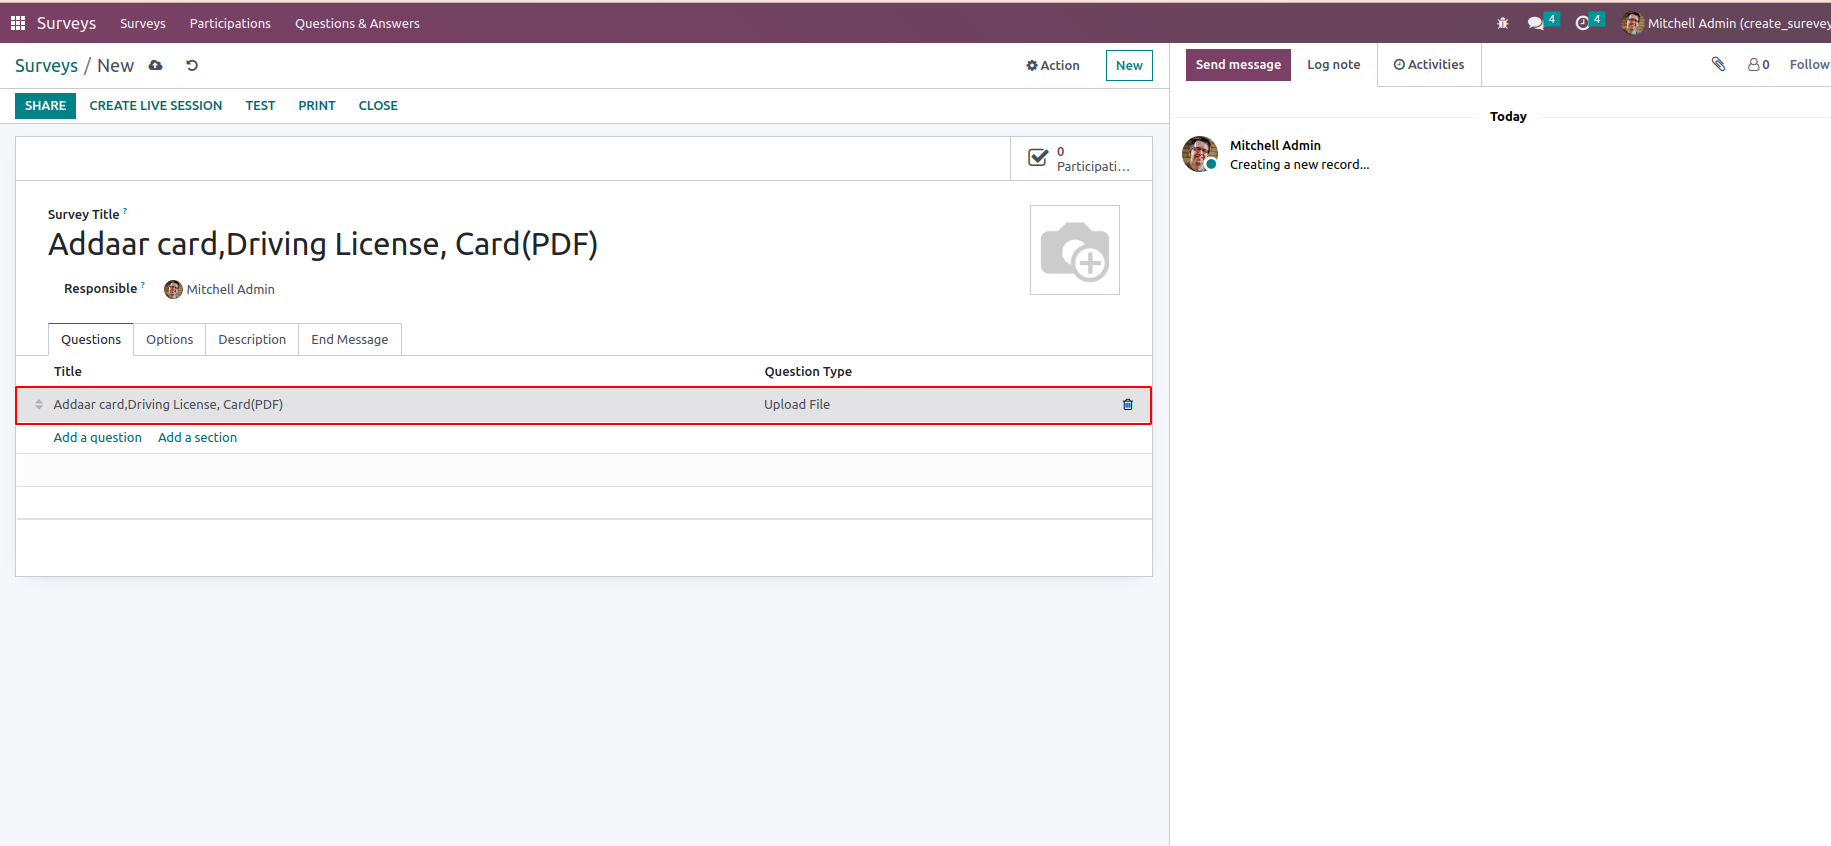 Surveys Surveys Participations Questions & Answers 4 4 Mitchell Admin (create_surevey
Surveys / New Action New Send message Log note Activities 0 Follow
SHARE CREATE LIVE SESSION TEST PRINT CLOSE
Today
0
Participati...
Mitchell Admin
Creating a new record...
Survey Title ?
Addaar card,Driving License, Card(PDF)
Responsible ? Mitchell Admin
Questions Options Description End Message
Title Question Type
Addaar card,Driving License, Card(PDF) Upload File
Add a question Add a section